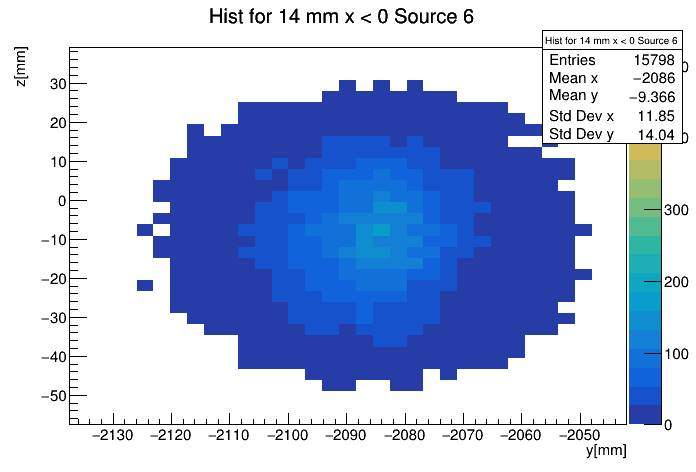 Hist for 14 mm x < 0 Source 6
z[mm]
Hist for 14 mm x < 0 Source 6
Entries 15798
Mean x −2086
Mean y −9.366
Std Dev x 11.85
Std Dev y 14.04
30
20
10
0
−10
−20
−30
−40
−50
−2130 −2120 −2110 −2100 −2090 −2080 −2070 −2060 −2050
y[mm]
300
200
100
0